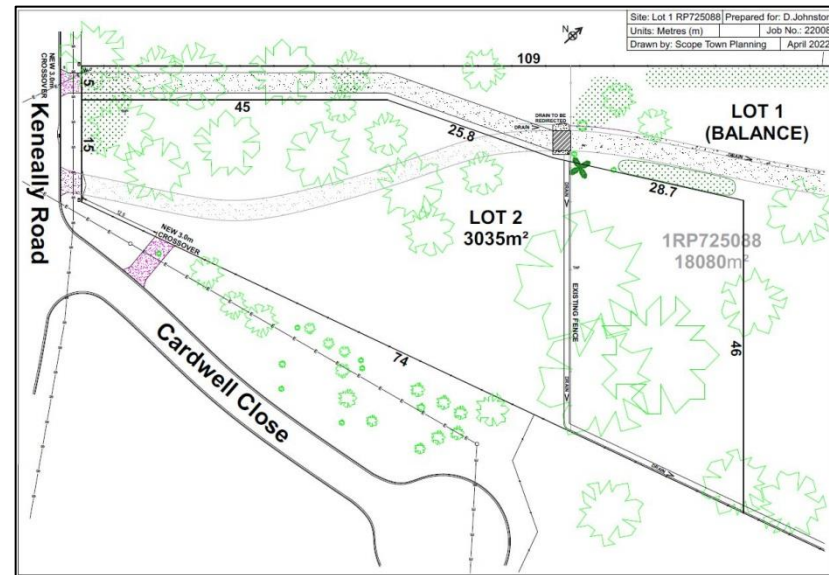 Site: Lot 1 RP725088 Prepared for: D.Johnston
Units: Metres (m) Job No.: 22008
Drawn by: Scope Town Planning April 2022
N
NEW 3.0m
CROSSOVER
109
5
45
15
Keneally Road
25.8
DRAIN
DRAIN TO BE
REDIRECTED
LOT 1
(BALANCE)
DRAIN
28.7
LOT 2
3035m²
1RP725088
18080m²
NEW 3.0m
CROSSOVER
DRAIN
EXISTING FENCE
DRAIN
46
74
Cardwell Close
DRAIN